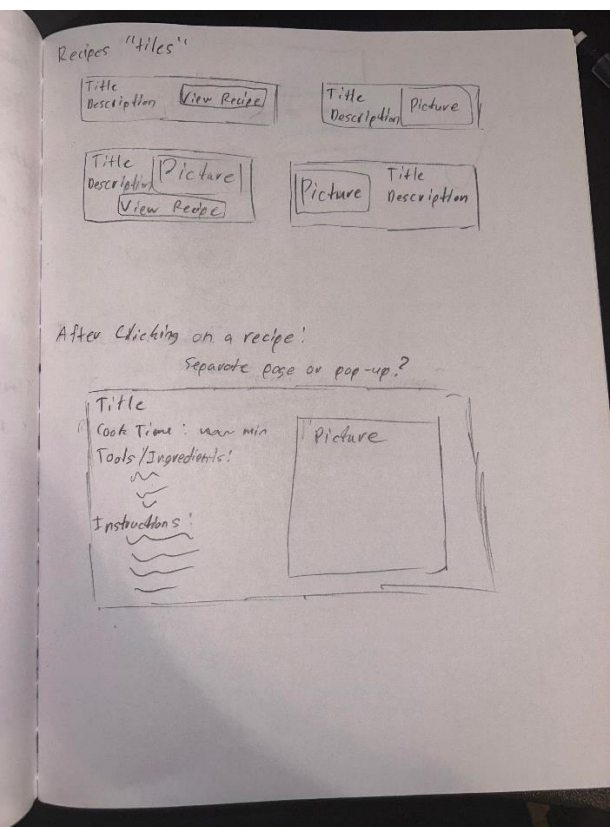 Recipes "tiles"
Title
Description View Recipe
Title
Description Picture
Title
Description Picture
View Recipe
Picture Title
Description
After Clicking on a recipe!
Separate page or pop-up?
Title
Cook Time: min
Tools/Ingredients:
Picture
Instructions: